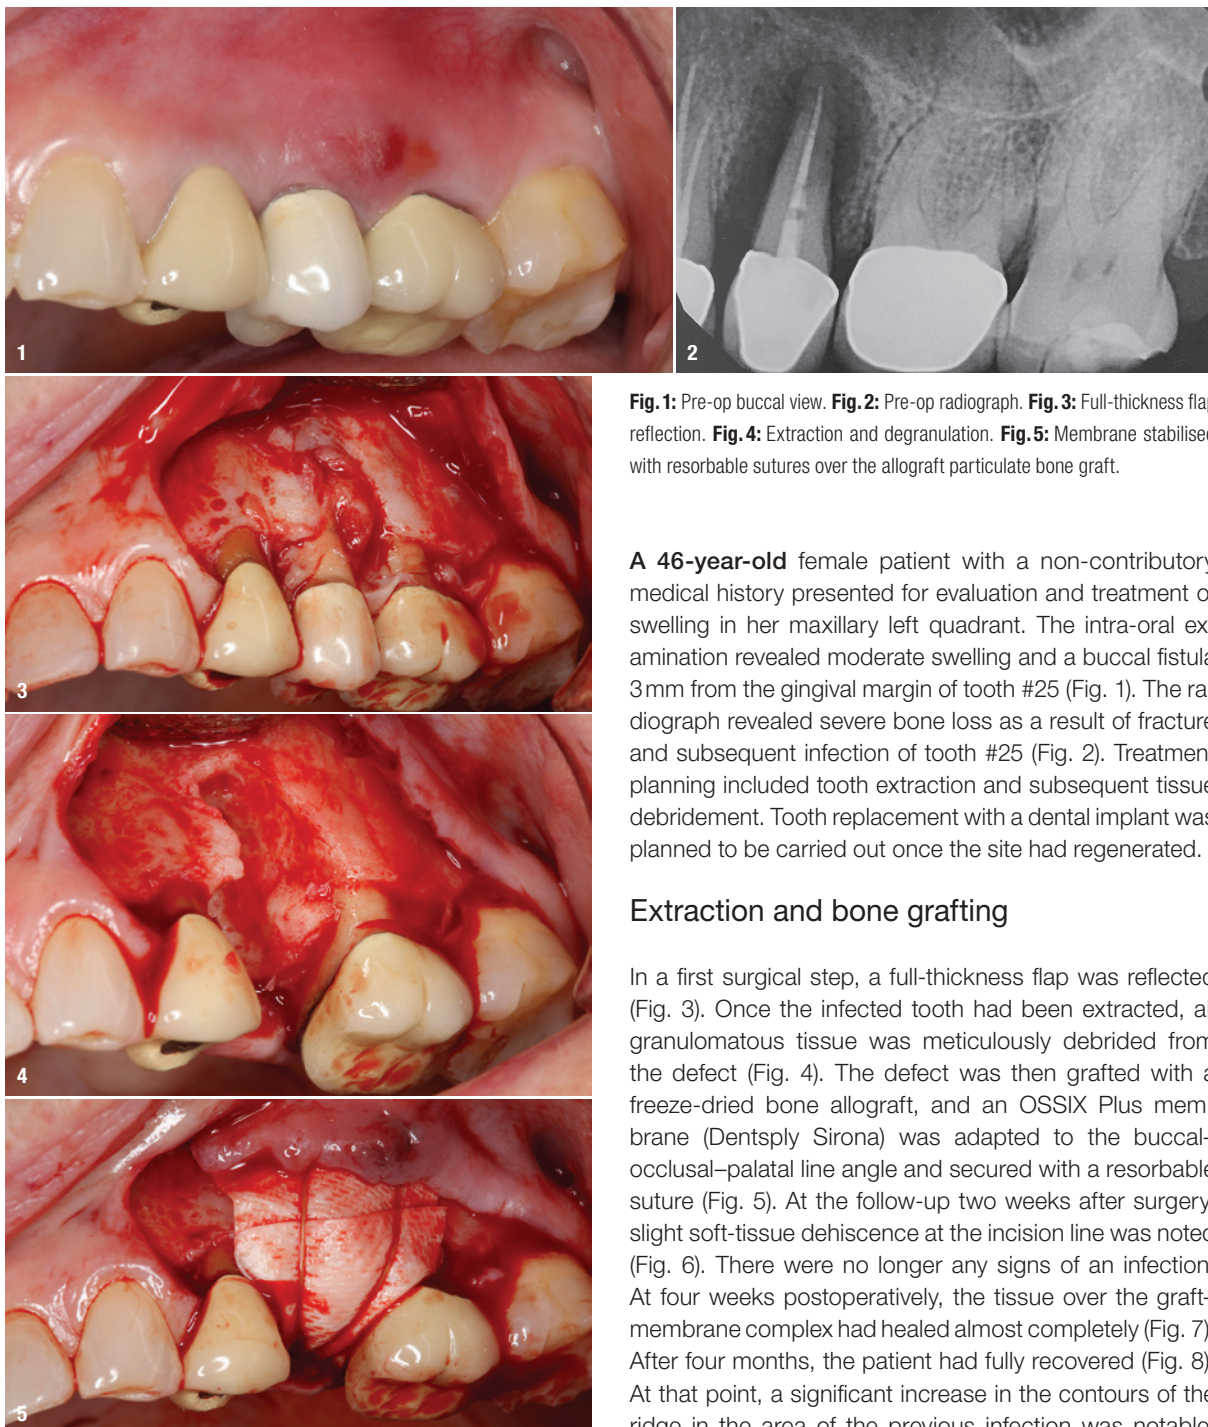 1
2
3
4
5
Fig. 1: Pre-op buccal view. Fig. 2: Pre-op radiograph. Fig. 3: Full-thickness flap
reflection. Fig. 4: Extraction and degranulation. Fig. 5: Membrane stabilised
with resorbable sutures over the allograft particulate bone graft.
A 46-year-old female patient with a non-contributory
medical history presented for evaluation and treatment o
swelling in her maxillary left quadrant. The intra-oral ex
amination revealed moderate swelling and a buccal fistula
3 mm from the gingival margin of tooth #25 (Fig. 1). The ra
diograph revealed severe bone loss as a result of fracture
and subsequent infection of tooth #25 (Fig. 2). Treatmen
planning included tooth extraction and subsequent tissue
debridement. Tooth replacement with a dental implant was
planned to be carried out once the site had regenerated.
Extraction and bone grafting
In a first surgical step, a full-thickness flap was reflected
(Fig. 3). Once the infected tooth had been extracted, al
granulomatous tissue was meticulously debrided from
the defect (Fig. 4). The defect was then grafted with a
freeze-dried bone allograft, and an OSSIX Plus mem
brane (Dentsply Sirona) was adapted to the buccal–
occlusal–palatal line angle and secured with a resorbable
suture (Fig. 5). At the follow-up two weeks after surgery
slight soft-tissue dehiscence at the incision line was noted
(Fig. 6). There were no longer any signs of an infection
At four weeks postoperatively, the tissue over the graft–
membrane complex had healed almost completely (Fig. 7)
After four months, the patient had fully recovered (Fig. 8)
At that point, a significant increase in the contours of the
ridge in the area of the previous infection was notable